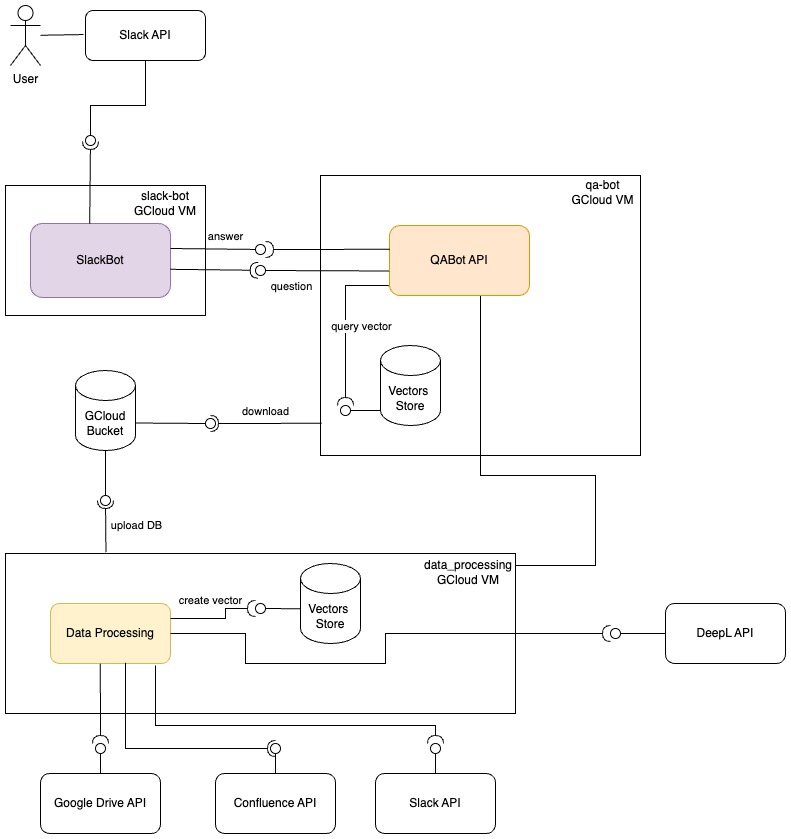 Slack API
User
slack-bot
GCloud VM
qa-bot
GCloud VM
SlackBot
answer
question
QABot API
query vector
Vectors
Store
GCloud
Bucket
download
upload DB
data_processing
GCloud VM
create vector
Vectors
Store
Data Processing
DeepL API
Google Drive API
Confluence API
Slack API